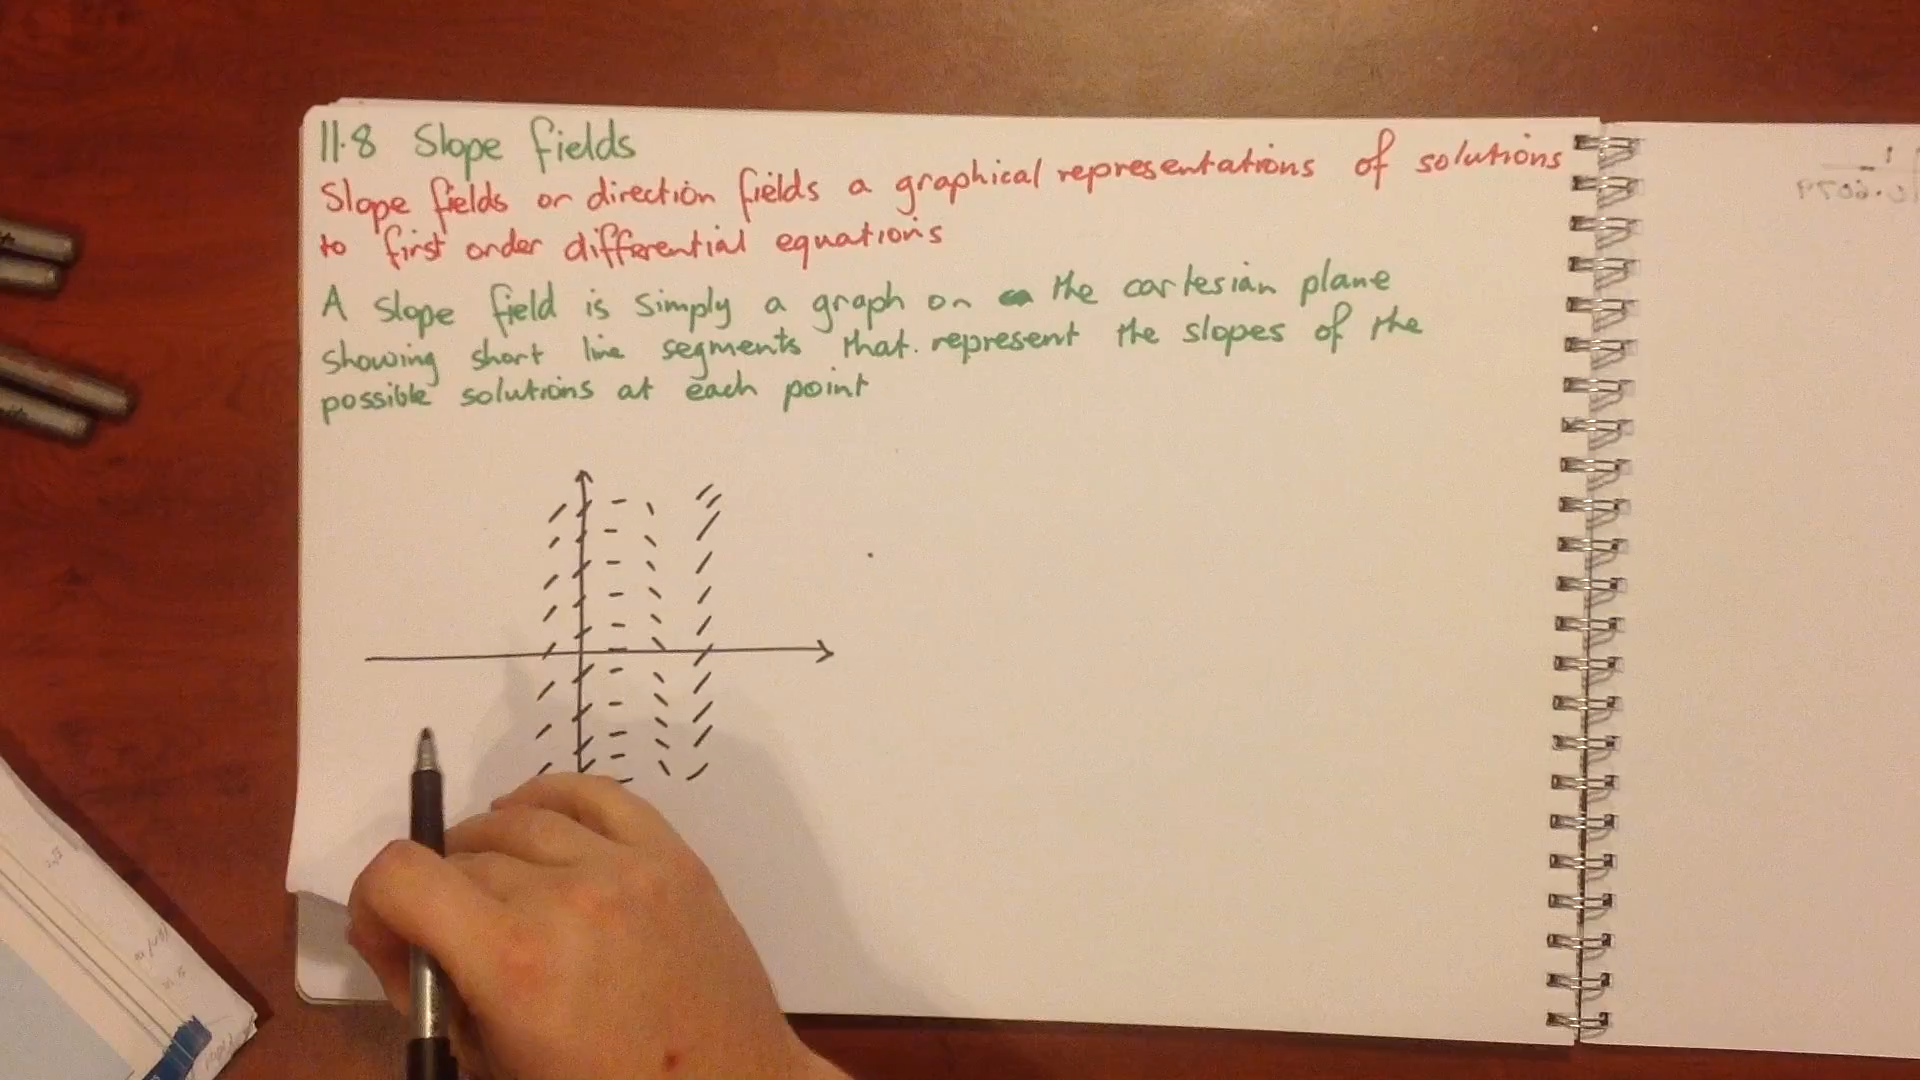 11.8 Slope fields
Slope fields or direction fields a graphical representations of solutions
to first order differential equations
A slope field is simply a graph on the cartesian plane
showing short line segments that represent the slopes of the
possible solutions at each point